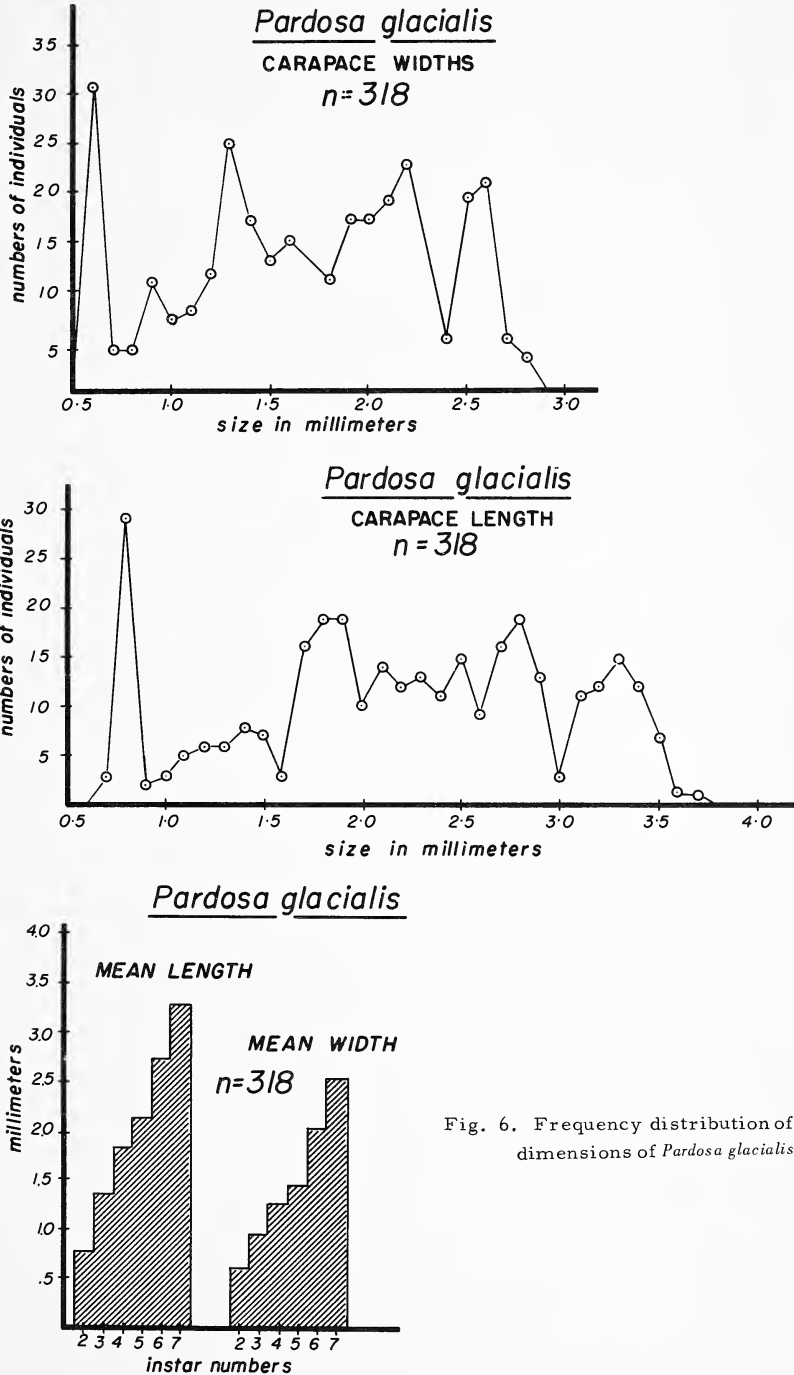 Pardosa glacialis
CARAPACE WIDTHS
n=318
numbers of individuals
35
30
25
20
15
10
5
0.5 1.0 1.5 2.0 2.5 3.0
size in millimeters
Pardosa glacialis
CARAPACE LENGTH
n=318
numbers of individuals
30
25
20
15
10
5
0.5 1.0 1.5 2.0 2.5 3.0 3.5 4.0
size in millimeters
Pardosa glacialis
millimeters
4.0
3.5
3.0
2.5
2.0
1.5
1.0
.5
MEAN LENGTH
MEAN WIDTH
n=318
2 3 4 5 6 7 2 3 4 5 6 7
instar numbers
Fig. 6. Frequency distribution of
dimensions of Pardosa glacialis